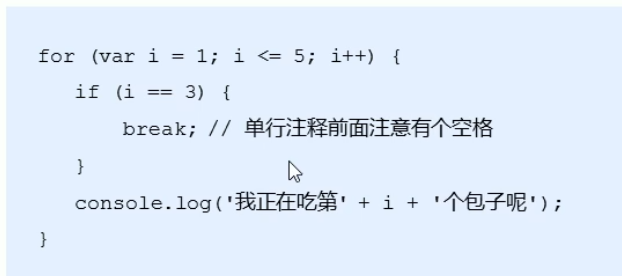 for (var i = 1; i <= 5; i++) {
if (i == 3) {
break; // 单行注释前面注意有个空格
}
console.log('我正在吃第' + i + '个包子呢');
}